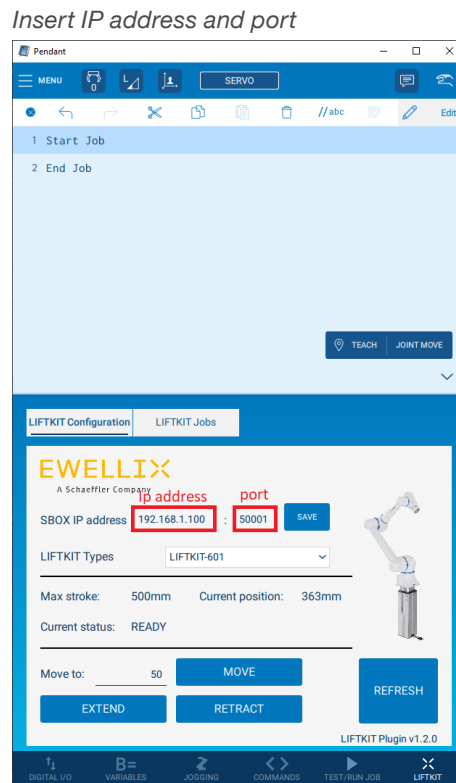 Insert IP address and port
Pendant
MENU
0
SERVO
//abc
Edit
1 Start Job
2 End Job
TEACH JOINT MOVE
LIFTKIT Configuration LIFTKIT Jobs
EWELLIX
A Schaeffler Company
Ip address port
SBOX IP address 192.168.1.100 : 50001 SAVE
LIFTKIT Types LIFTKIT-601
Max stroke: 500mm Current position: 363mm
Current status: READY
Move to: 50 MOVE
REFRESH
EXTEND RETRACT
LIFTKIT Plugin v1.2.0
DIGITAL I/O B= VARIABLES JOGGING COMMANDS TEST/RUN JOB LIFTKIT